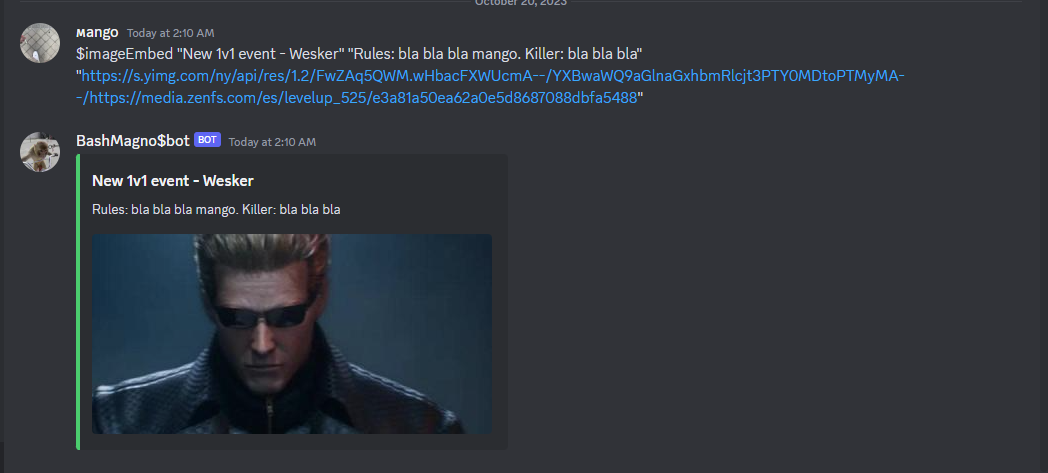 October 20, 2023
мango Today at 2:10 AM
$imageEmbed "New 1v1 event - Wesker" "Rules: bla bla bla mango. Killer: bla bla bla"
"https://s.yimg.com/ny/api/res/1.2/FwZAq5QWM.wHbacFXWUcmA--/YXBwaWQ9aGlnaGxhbmRlcjt3PTY0MDtoPTMyMA-
-/https://media.zenfs.com/es/levelup_525/e3a81a50ea62a0e5d8687088dbfa5488"
BashMagno$bot BOT Today at 2:10 AM
New 1v1 event - Wesker
Rules: bla bla bla mango. Killer: bla bla bla